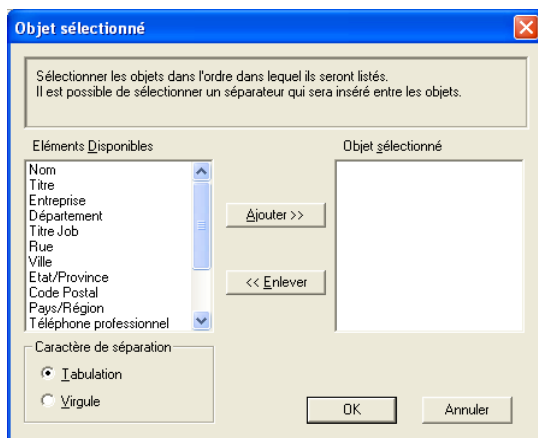 Objet sélectionné
Sélectionner les objets dans l'ordre dans lequel ils seront listés.
Il est possible de sélectionner un séparateur qui sera inséré entre les objets.
Eléments Disponibles
Objet sélectionné
Nom
Titre
Entreprise
Département
Titre Job
Rue
Ville
Etat/Province
Code Postal
Pays/Région
Téléphone professionnel
Ajouter >>
<< Enlever
Caractère de séparation
Tabulation
Virgule
OK
Annuler